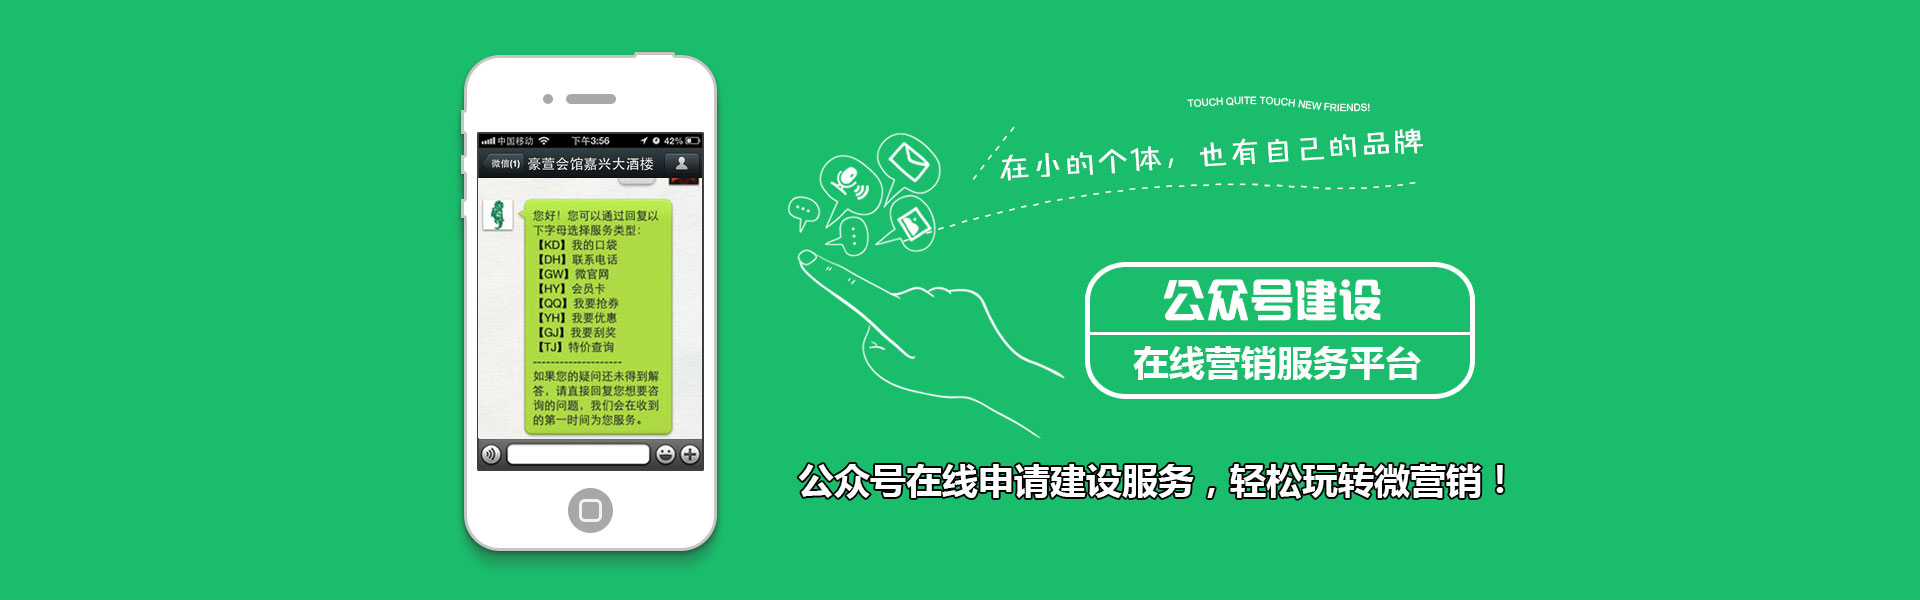 中国移动 下午3:56 42%
微信(1) 豪萱会馆嘉兴大酒楼
您好！您可以通过回复以
下字母选择服务类型：
【KD】我的口袋
【DH】联系电话
【GW】微官网
【HY】会员卡
【QQ】我要抢券
【YH】我要优惠
【GJ】我要刮奖
【TJ】特价查询
--------------------
如果您的疑问还未得到解
答，请直接回复您想要咨
询的问题，我们会在收到
的第一时间为您服务。
TOUCH QUITE TOUCH NEW FRIENDS!
在小的个体，也有自己的品牌
公众号建设
在线营销服务平台
公众号在线申请建设服务，轻松玩转微营销！